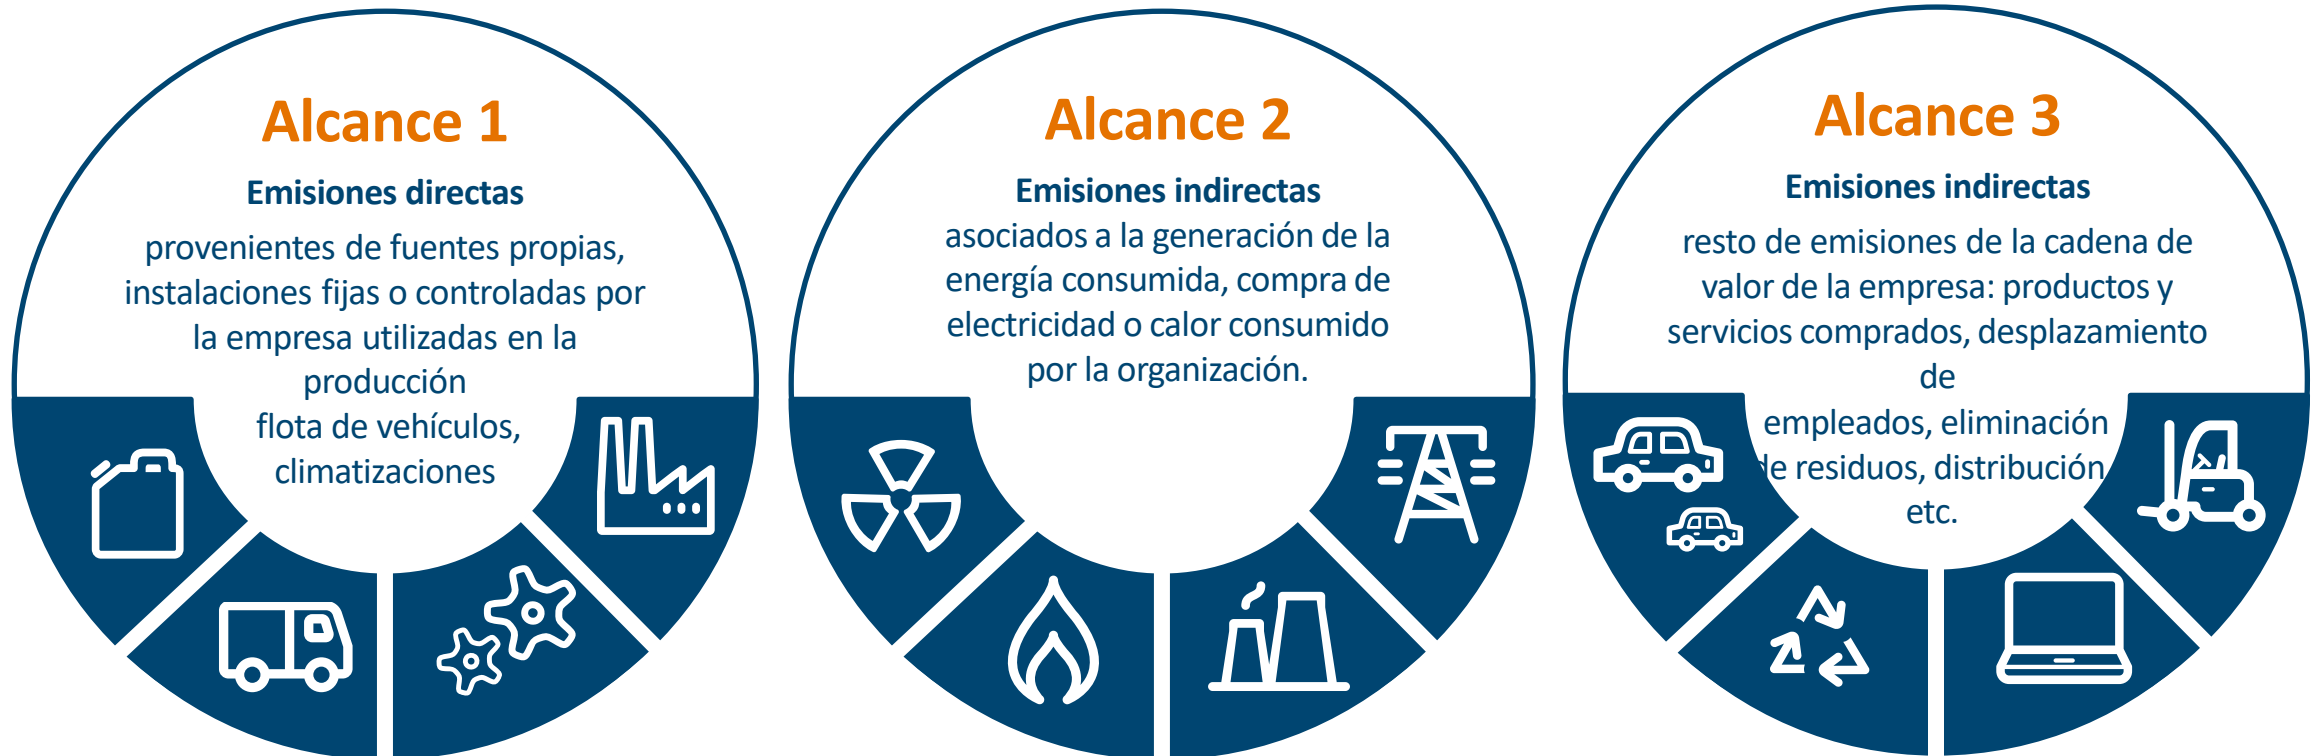 Alcance 1
Emisiones directas
provenientes de fuentes propias,
instalaciones fijas o controladas por
la empresa utilizadas en la
producción
flota de vehículos,
climatizaciones
Alcance 2
Emisiones indirectas
asociados a la generación de la
energía consumida, compra de
electricidad o calor consumido
por la organización.
Alcance 3
Emisiones indirectas
resto de emisiones de la cadena de
valor de la empresa: productos y
servicios comprados, desplazamiento
de
empleados, eliminación
de residuos, distribución
etc.